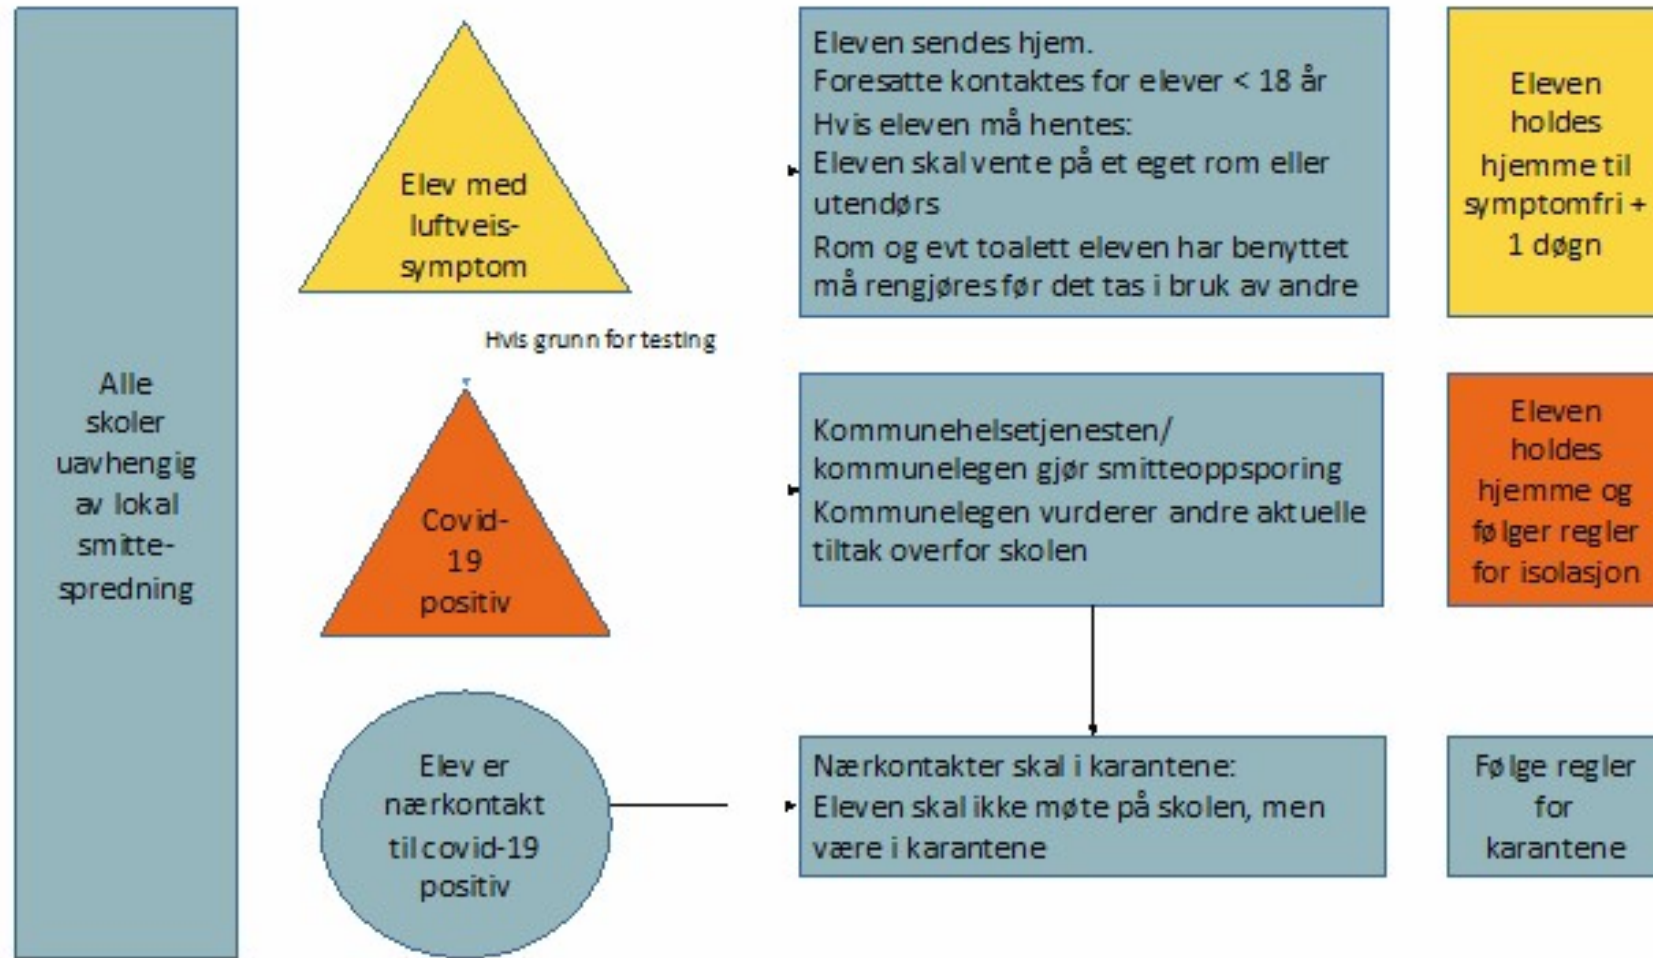 Alle
skoler
uavhengig
av lokal
smitte-
spredning
Elev med
luftveis-
symptom
Eleven sendes hjem.
Foresatte kontaktes for elever < 18 år
Hvis eleven må hentes:
Eleven skal vente på et eget rom eller
utendørs
Rom og evt toalett eleven har benyttet
må rengjøres før det tas i bruk av andre
Eleven
holdes
hjemme til
symptomfri +
1 døgn
Hvis grunn for testing
Covid-
19
positiv
Kommunehelsetjenesten/
kommunelegen gjør smitteoppsporing
Kommunelegen vurderer andre aktuelle
tiltak overfor skolen
Eleven
holdes
hjemme og
følger regler
for isolasjon
Elev er
nærkontakt
til covid-19
positiv
Nærkontakter skal i karantene:
Eleven skal ikke møte på skolen, men
være i karantene
Følge regler
for
karantene